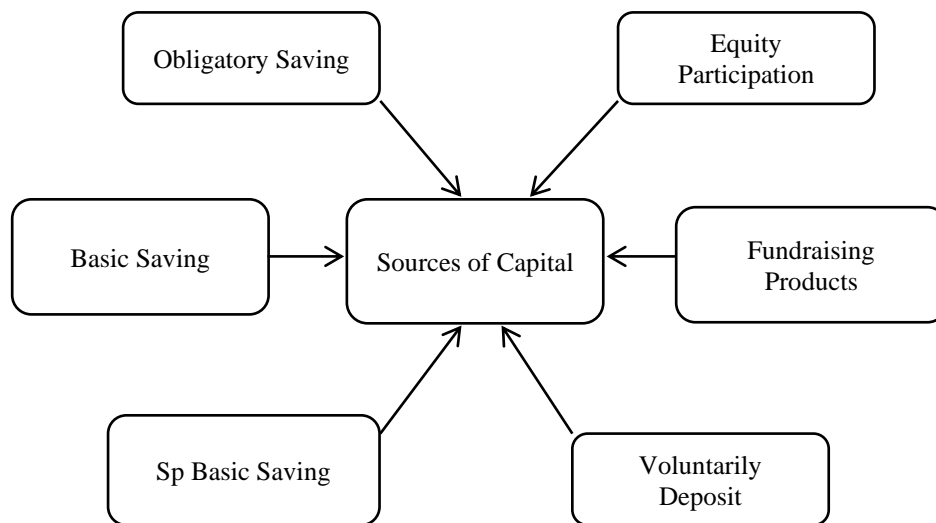 Obligatory Saving
Equity
Participation
Basic Saving
Sources of Capital
Fundraising
Products
Sp Basic Saving
Voluntarily
Deposit